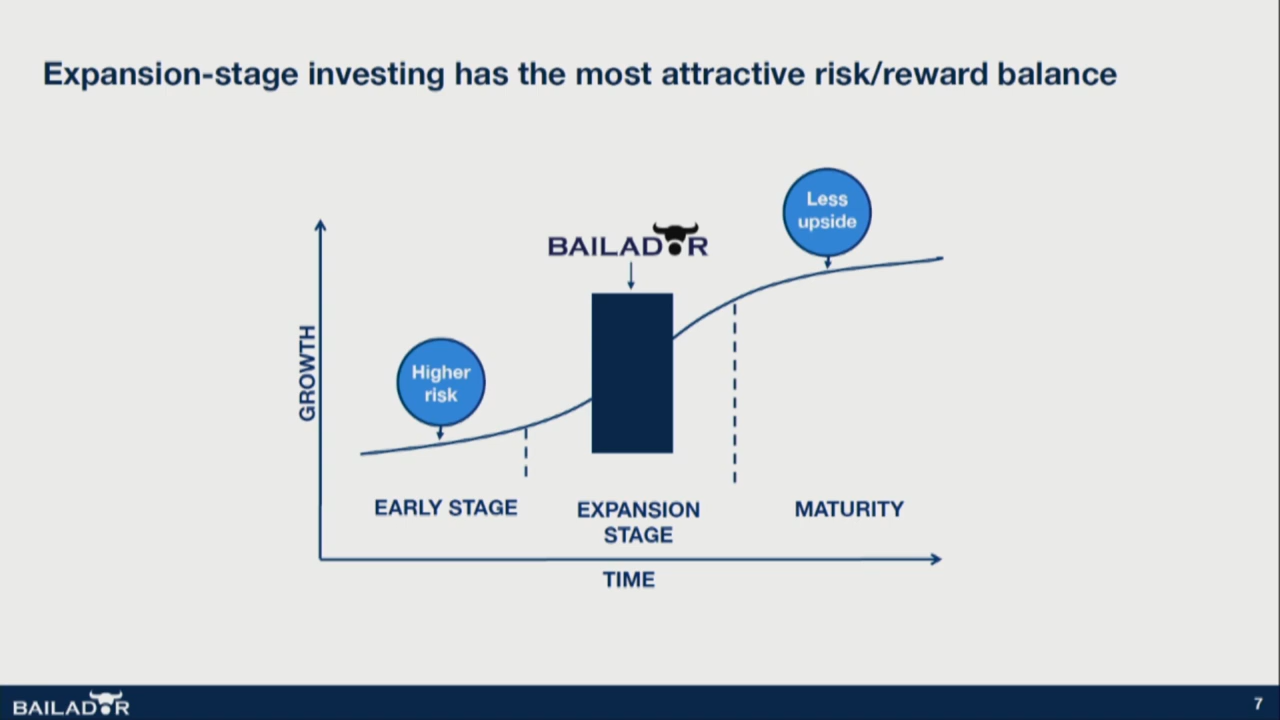 Expansion-stage investing has the most attractive risk/reward balance
Less
upside
BAILADOR
GROWTH
Higher
risk
EARLY STAGE
EXPANSION
STAGE
MATURITY
TIME
BAILADOR
7